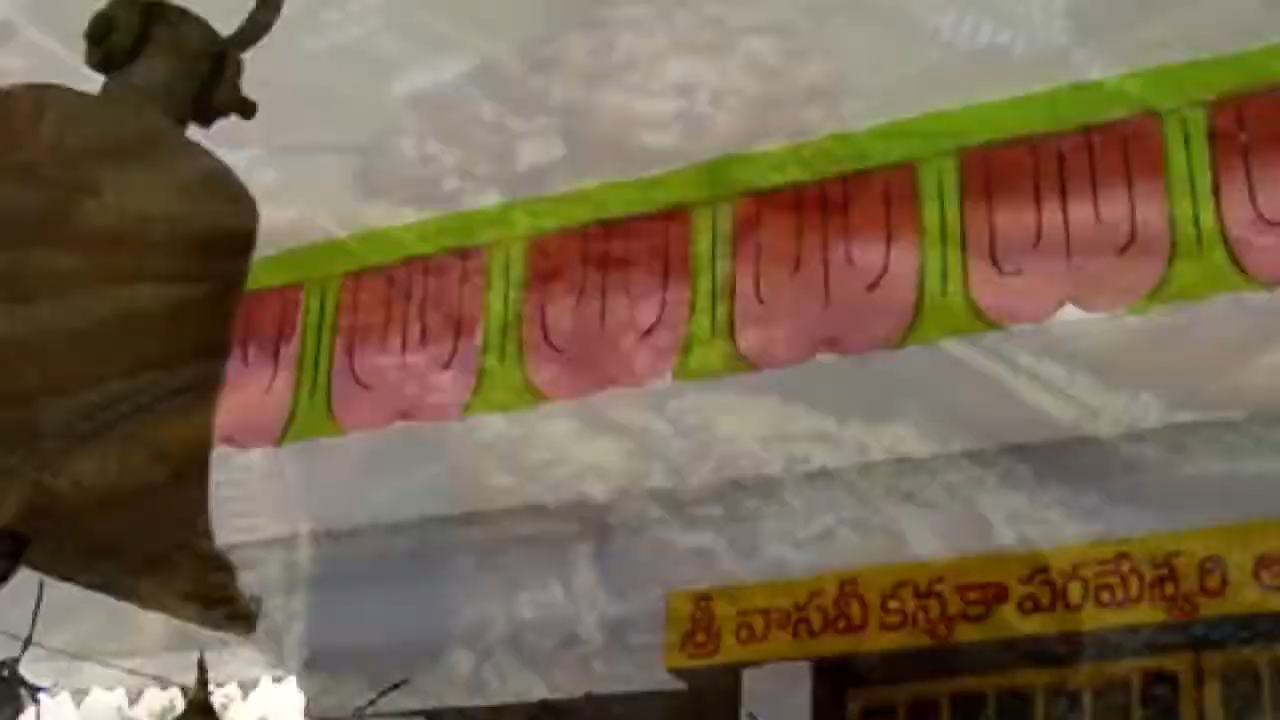 శ్రీ వాసవీ కన్యకా పరమేశ్వరి